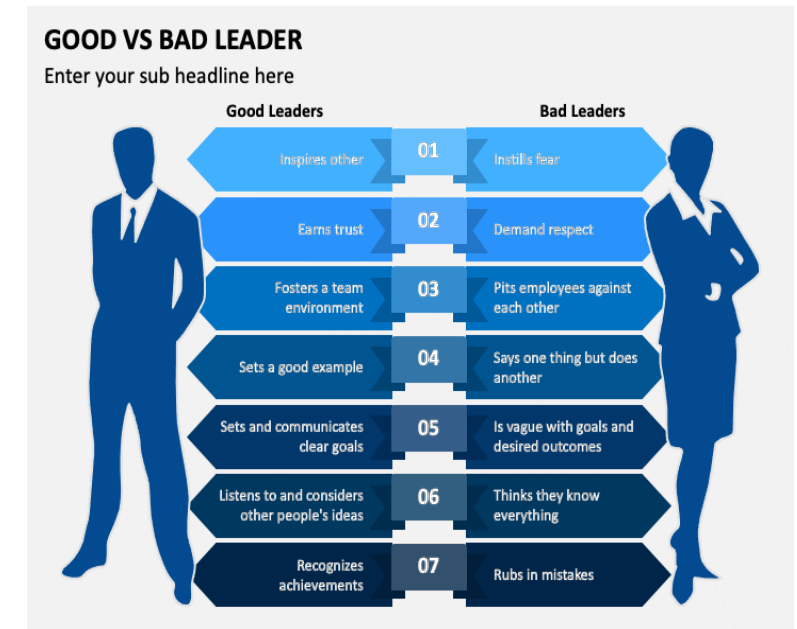 GOOD VS BAD LEADER
Enter your sub headline here
Good Leaders
Bad Leaders
Inspires other
01
Instills fear
Earns trust
02
Demand respect
Fosters a team
environment
03
Pits employees against
each other
Sets a good example
04
Says one thing but does
another
Sets and communicates
clear goals
05
Is vague with goals and
desired outcomes
Listens to and considers
other people's ideas
06
Thinks they know
everything
Recognizes
achievements
07
Rubs in mistakes